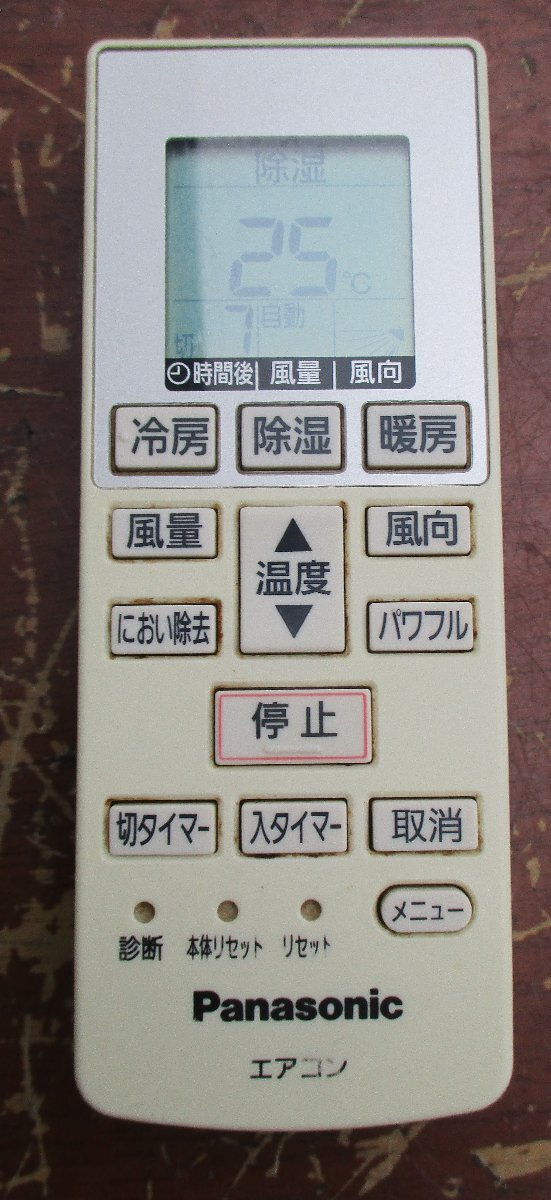 除湿
25℃
7 自動
切
時間後 風量 風向
冷房 除湿 暖房
風量 ▲ 風向
温度
におい除去 ▼ パワフル
停止
切タイマー 入タイマー 取消
メニュー
診断 本体リセット リセット
Panasonic
エアコン